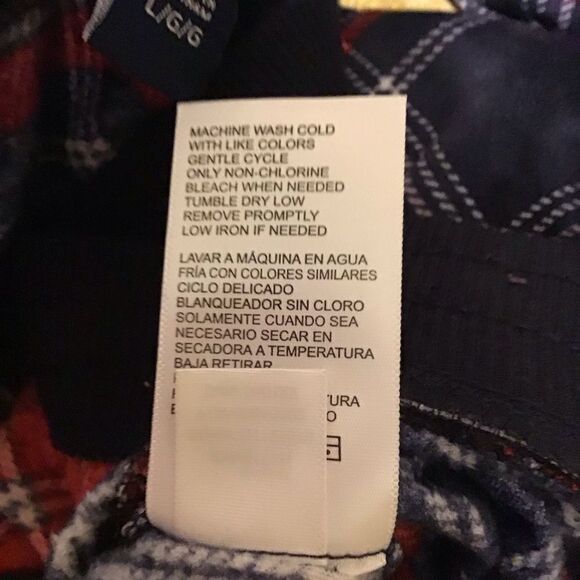 L/G/G
MACHINE WASH COLD
WITH LIKE COLORS
GENTLE CYCLE
ONLY NON-CHLORINE
BLEACH WHEN NEEDED
TUMBLE DRY LOW
REMOVE PROMPTLY
LOW IRON IF NEEDED
LAVAR A MÁQUINA EN AGUA
FRÍA CON COLORES SIMILARES
CICLO DELICADO
BLANQUEADOR SIN CLORO
SOLAMENTE CUANDO SEA
NECESARIO SECAR EN
SECADORA A TEMPERATURA
BAJA RETIRAR
TURA
O